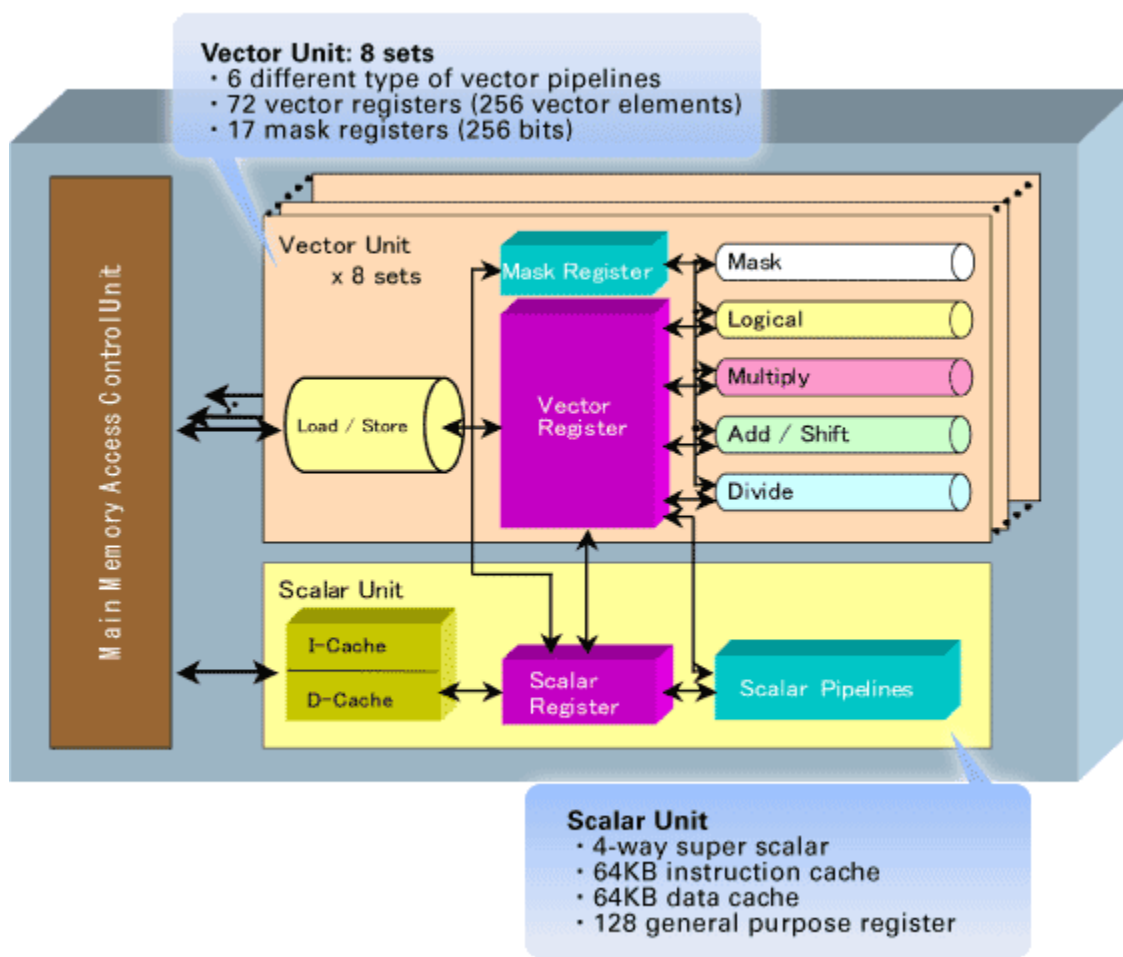 Vector Unit: 8 sets
・6 different type of vector pipelines
・72 vector registers (256 vector elements)
・17 mask registers (256 bits)
Main Memory Access Control Unit
Vector Unit
x 8 sets
Mask Register
Mask
Logical
Multiply
Add / Shift
Divide
Load / Store
Vector
Register
Scalar Unit
I-Cache
D-Cache
Scalar
Register
Scalar Pipelines
Scalar Unit
・4-way super scalar
・64KB instruction cache
・64KB data cache
・128 general purpose register